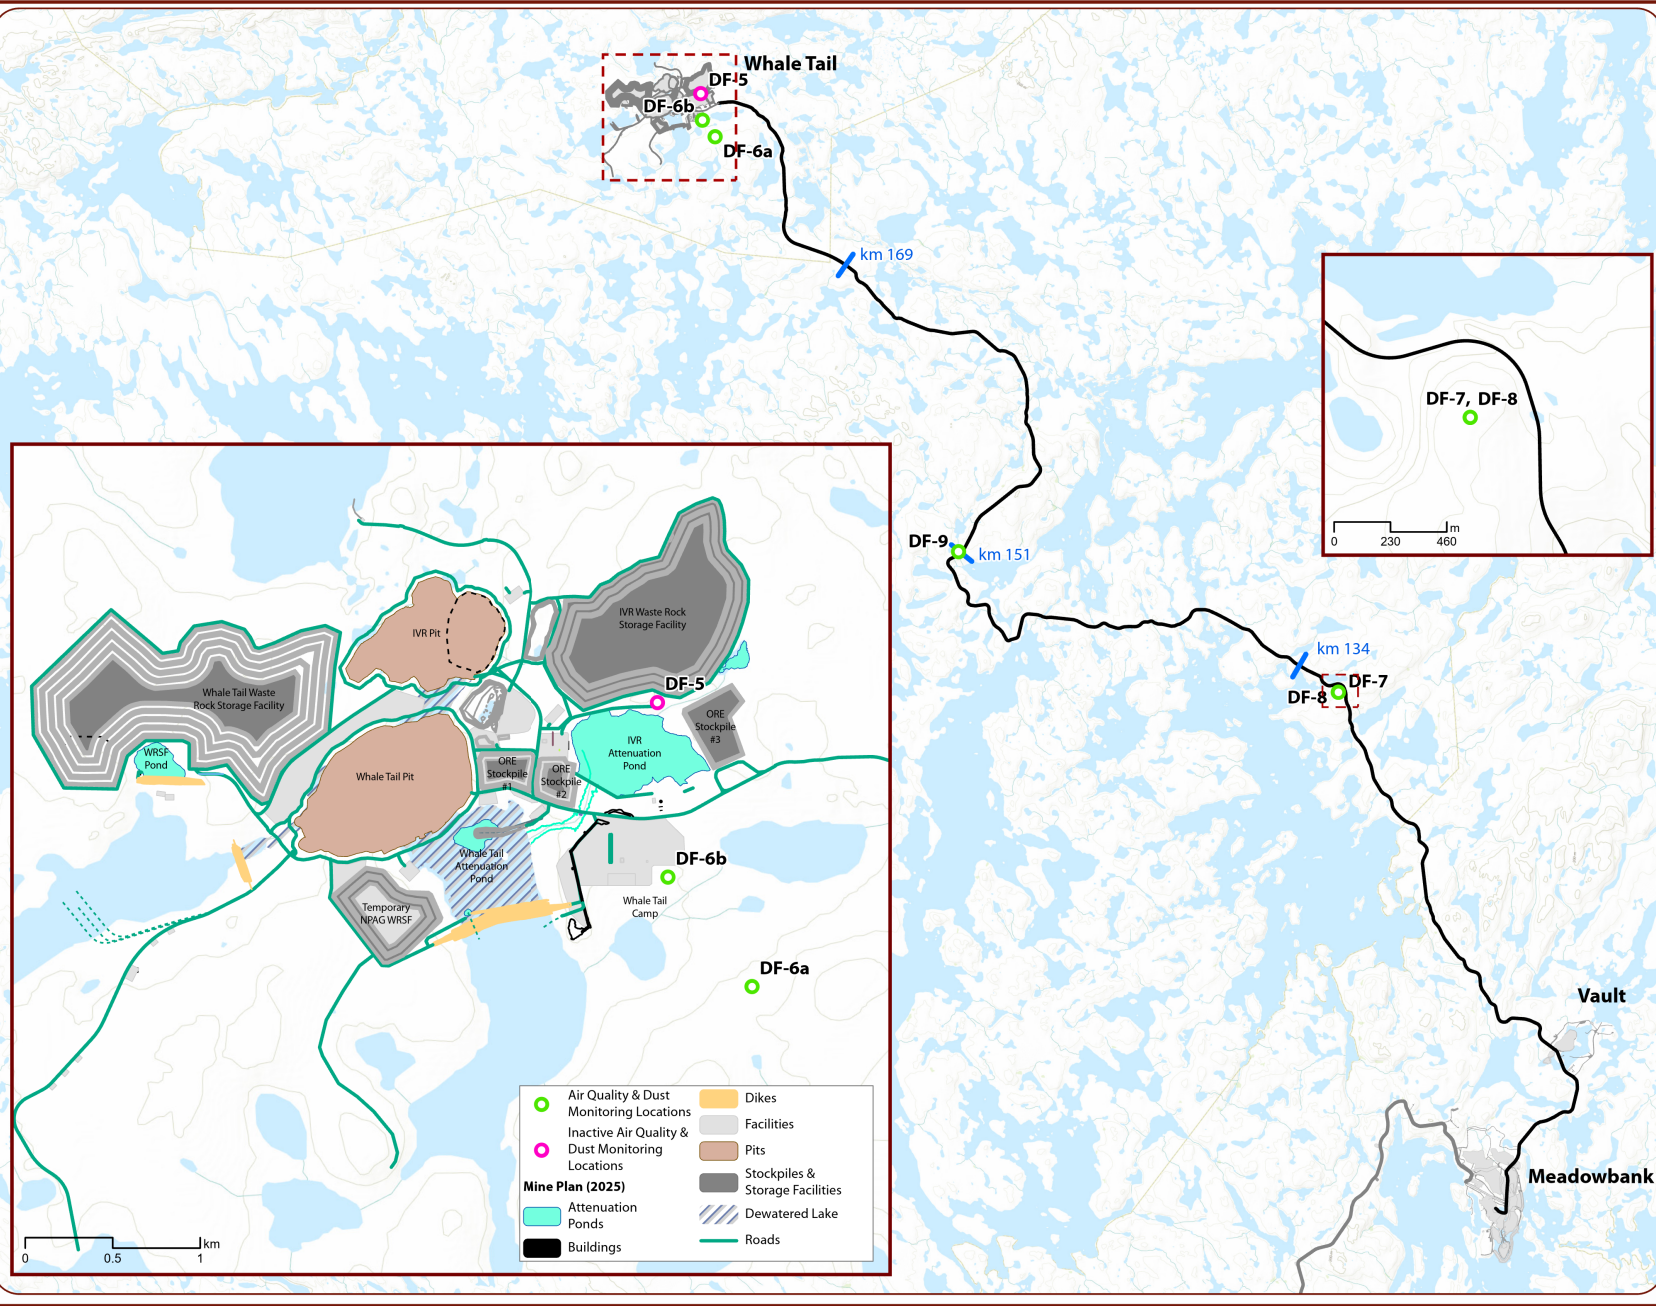 Whale Tail
DF-5
DF-6b
DF-6a
km 169
DF-7, DF-8
0 230 460 m
DF-9
km 151
km 134
DF-7
DF-8
Vault
Meadowbank
IVR Waste Rock
Storage Facility
IVR Pit
Whale Tail Waste
Rock Storage Facility
DF-5
ORE
Stockpile
#3
IVR
Attenuation
Pond
WRSF
Pond
Whale Tail Pit
ORE
Stockpile
#1
ORE
Stockpile
#2
Whale Tail
Attenuation
Pond
DF-6b
Whale Tail
Camp
Temporary
NPAG WRSF
DF-6a
Air Quality & Dust
Monitoring Locations
Inactive Air Quality &
Dust Monitoring
Locations
Mine Plan (2025)
Attenuation
Ponds
Buildings
Dikes
Facilities
Pits
Stockpiles &
Storage Facilities
Dewatered Lake
Roads
0 0.5 1 km